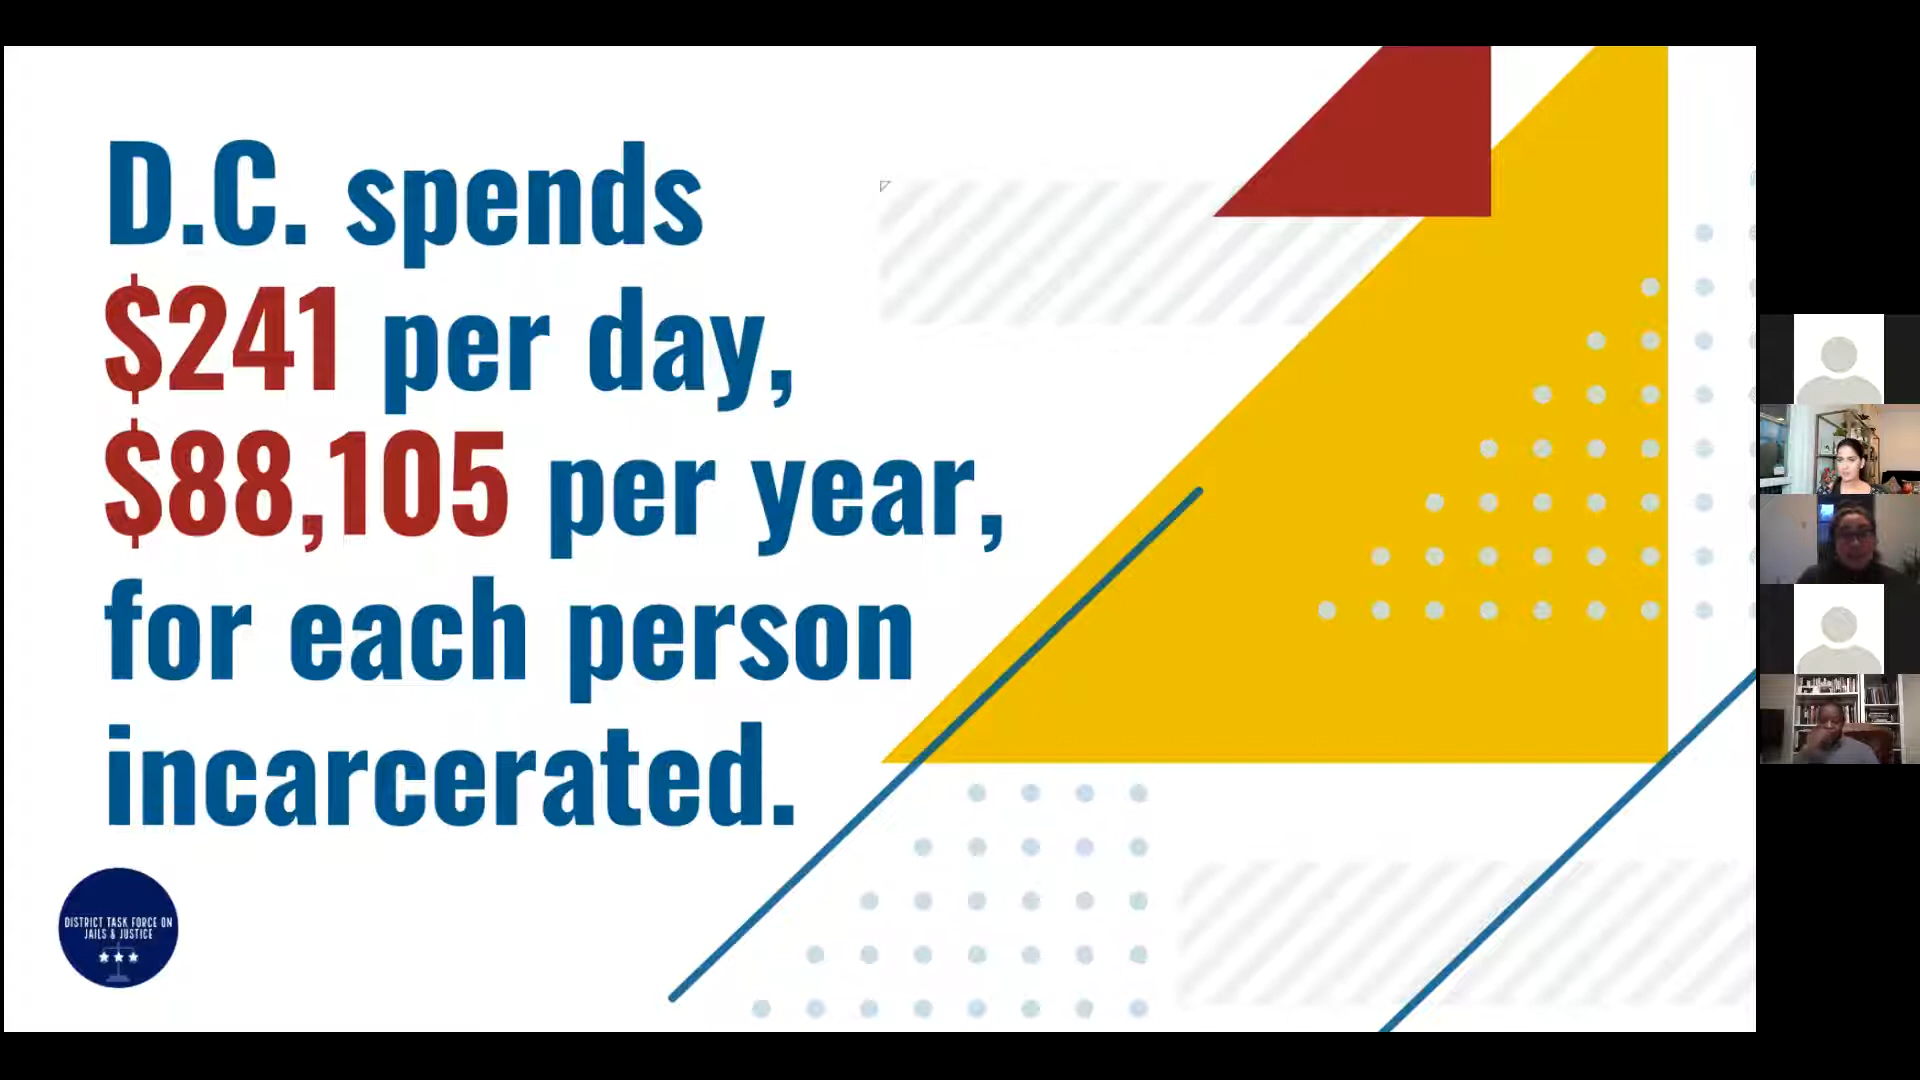 D.C. spends
$241 per day,
$88,105 per year,
for each person
incarcerated.
DISTRICT TASK FORCE ON
JAILS & JUSTICE